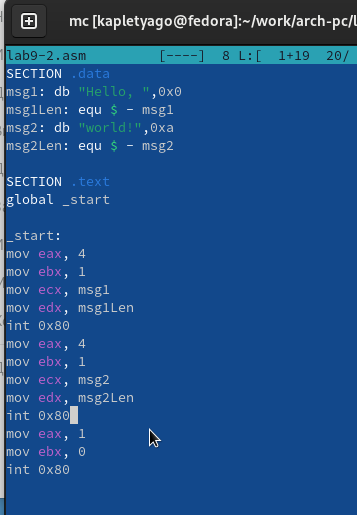 mc [kapletyago@fedora]:~/work/arch-pc/l
lab9-2.asm [----] 8 L:[ 1+19 20/
SECTION .data
msg1: db "Hello, ",0x0
msg1Len: equ $ - msg1
msg2: db "world!",0xa
msg2Len: equ $ - msg2
SECTION .text
global _start
_start:
mov eax, 4
mov ebx, 1
mov ecx, msg1
mov edx, msg1Len
int 0x80
mov eax, 4
mov ebx, 1
mov ecx, msg2
mov edx, msg2Len
int 0x80
mov eax, 1
mov ebx, 0
int 0x80